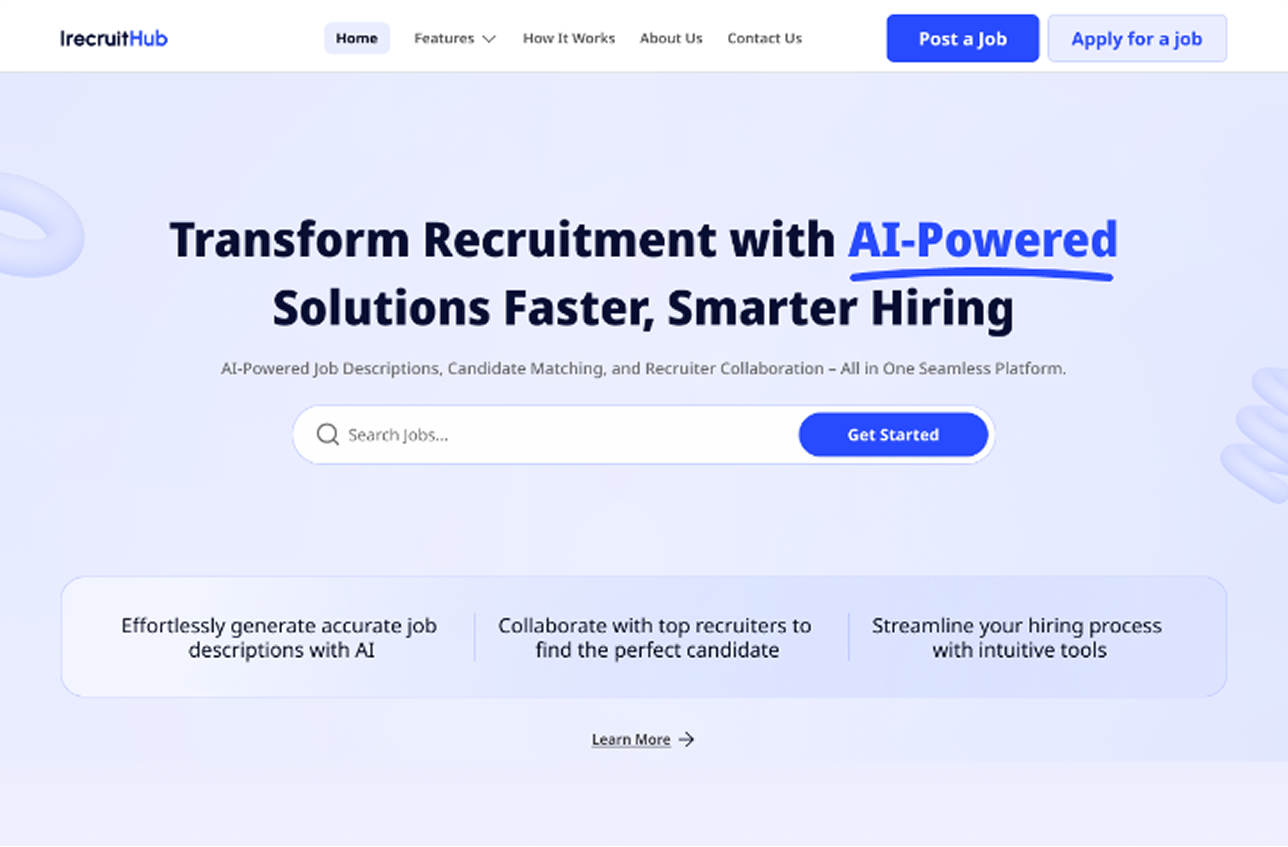 IrecruitHub
Home
Features
How It Works
About Us
Contact Us
Post a Job
Apply for a job
Transform Recruitment with AI-Powered
Solutions Faster, Smarter Hiring
AI-Powered Job Descriptions, Candidate Matching, and Recruiter Collaboration – All in One Seamless Platform.
Search Jobs...
Get Started
Effortlessly generate accurate job
descriptions with AI
Collaborate with top recruiters to
find the perfect candidate
Streamline your hiring process
with intuitive tools
Learn More